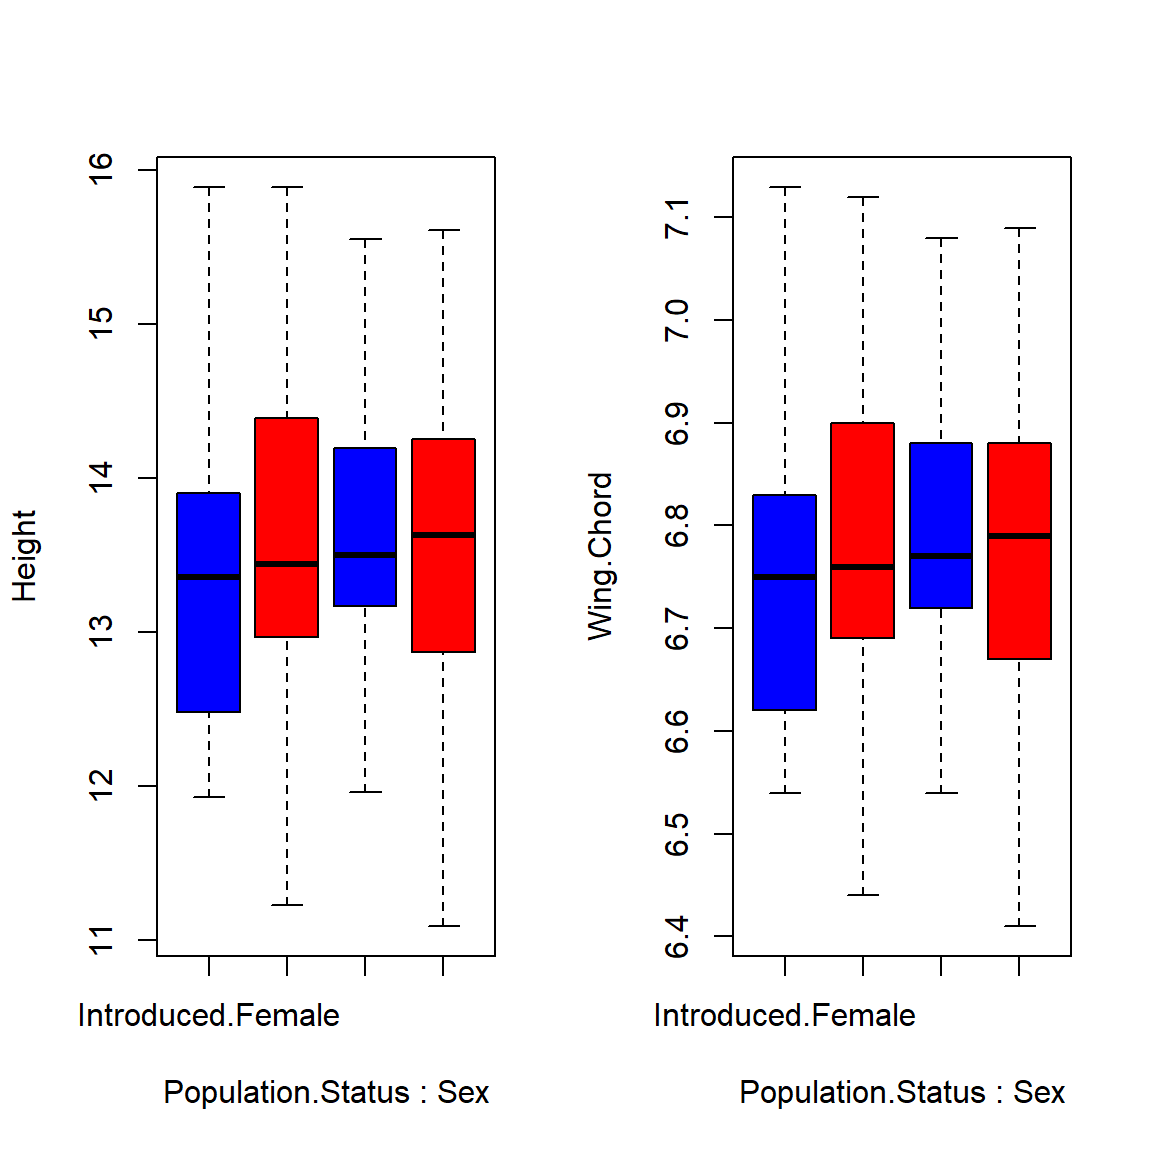 Height
16
15
14
13
12
11
Introduced.Female
Population.Status : Sex
Wing.Chord
7.1
7.0
6.9
6.8
6.7
6.6
6.5
6.4
Introduced.Female
Population.Status : Sex